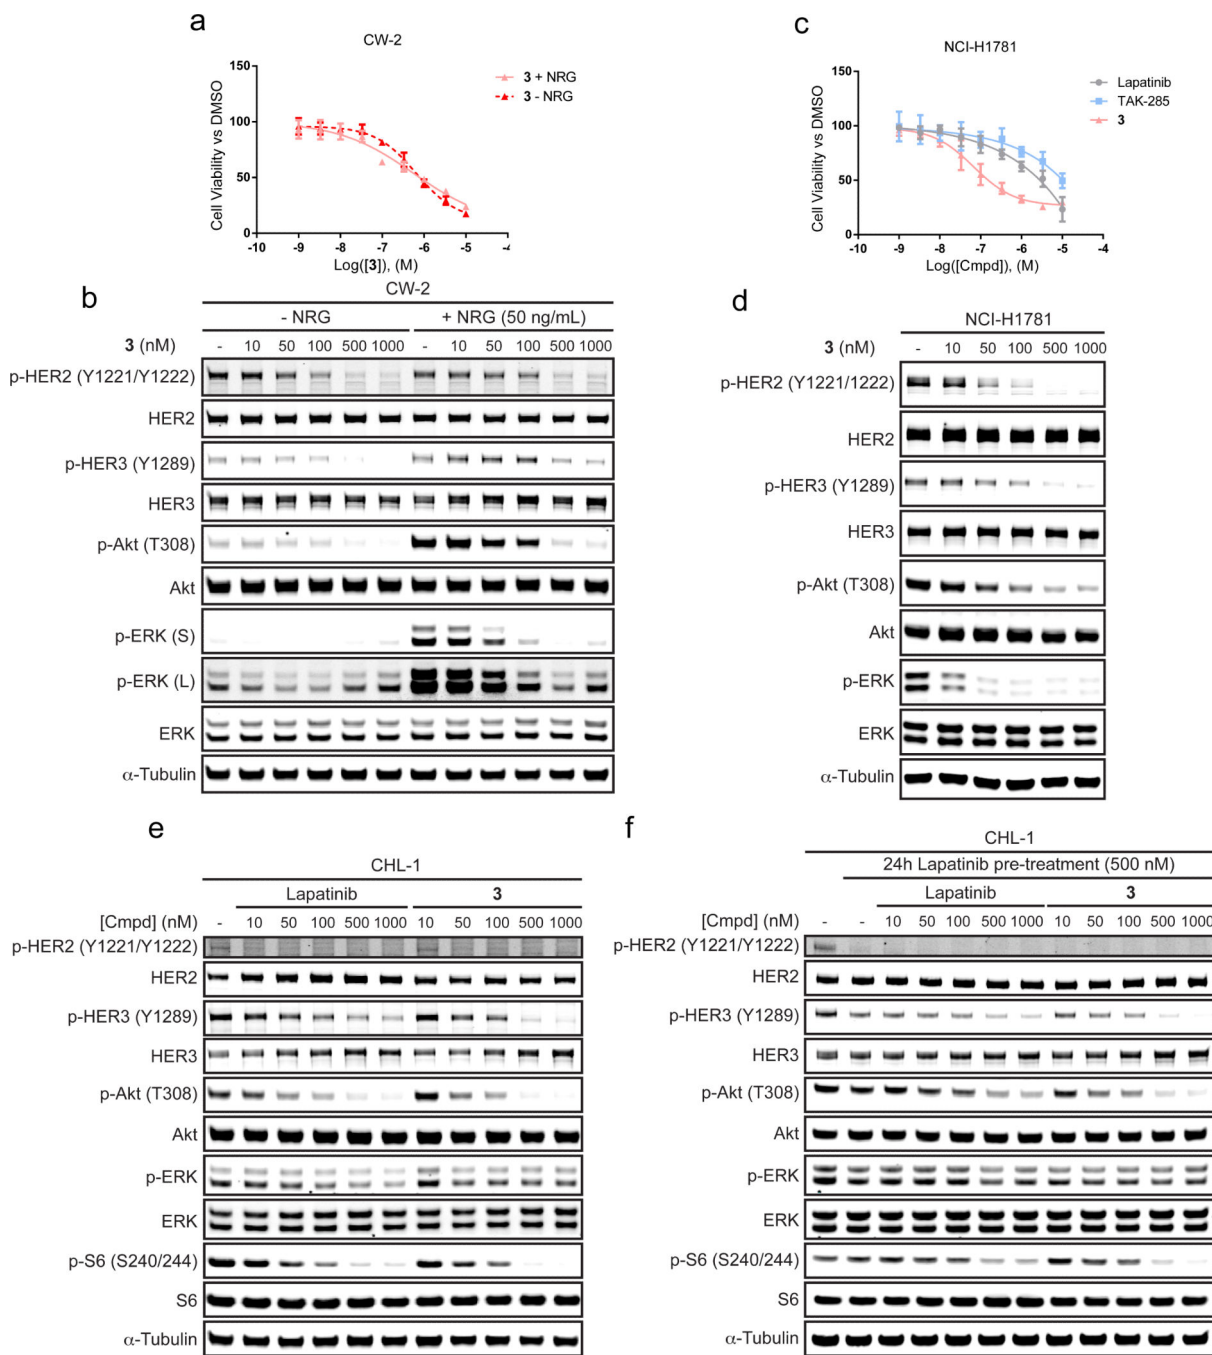 a
CW-2
Cell Viability vs DMSO
150
100
50
0
-10 -9 -8 -7 -6 -5 -4
Log([3]), (M)
3 + NRG
3 - NRG
c
NCI-H1781
Cell Viability vs DMSO
150
100
50
0
-10 -9 -8 -7 -6 -5 -4
Log([Cmpd]), (M)
Lapatinib
TAK-285
3
b
CW-2
- NRG + NRG (50 ng/mL)
3 (nM) - 10 50 100 500 1000 - 10 50 100 500 1000
p-HER2 (Y1221/Y1222)
HER2
p-HER3 (Y1289)
HER3
p-Akt (T308)
Akt
p-ERK (S)
p-ERK (L)
ERK
α-Tubulin
d
NCI-H1781
3 (nM) - 10 50 100 500 1000
p-HER2 (Y1221/1222)
HER2
p-HER3 (Y1289)
HER3
p-Akt (T308)
Akt
p-ERK
ERK
α-Tubulin
e
CHL-1
Lapatinib 3
[Cmpd] (nM) - 10 50 100 500 1000 10 50 100 500 1000
p-HER2 (Y1221/Y1222)
HER2
p-HER3 (Y1289)
HER3
p-Akt (T308)
Akt
p-ERK
ERK
p-S6 (S240/244)
S6
α-Tubulin
f
CHL-1
24h Lapatinib pre-treatment (500 nM)
Lapatinib 3
[Cmpd] (nM) - - 10 50 100 500 1000 10 50 100 500 1000
p-HER2 (Y1221/Y1222)
HER2
p-HER3 (Y1289)
HER3
p-Akt (T308)
Akt
p-ERK
ERK
p-S6 (S240/244)
S6
α-Tubulin